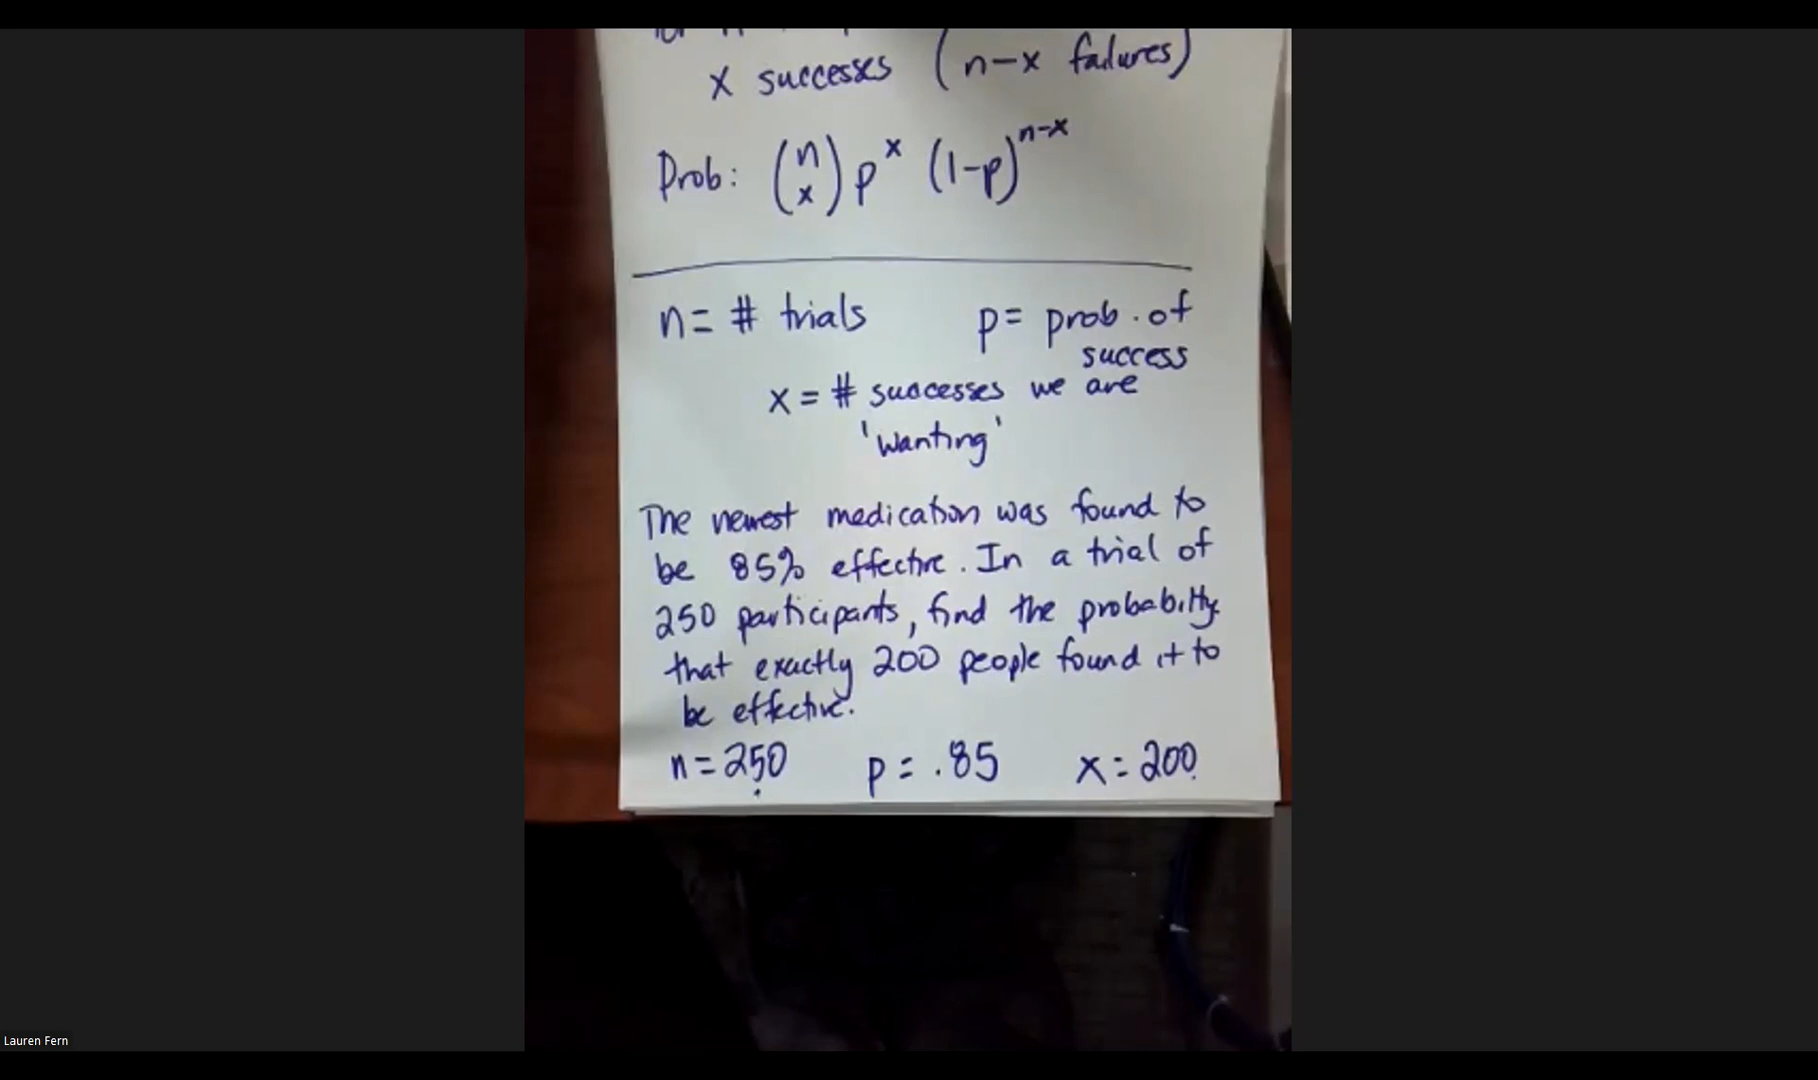 x successes (n-x failures)
Prob: (n x) p^x (1-p)^n-x
n = # trials p = prob. of
success
x = # successes we are
'wanting'
The newest medication was found to
be 85% effective. In a trial of
250 participants, find the probability
that exactly 200 people found it to
be effective.
n = 250 p = .85 x = 200
Lauren Fern